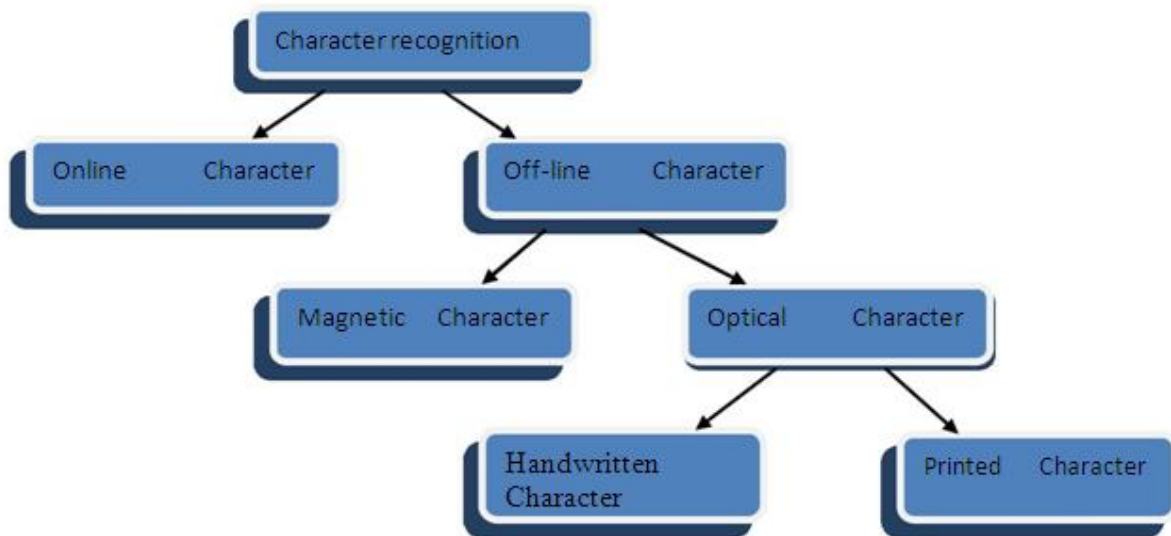 Character recognition
Online Character
Off-line Character
Magnetic Character
Optical Character
Handwritten
Character
Printed Character